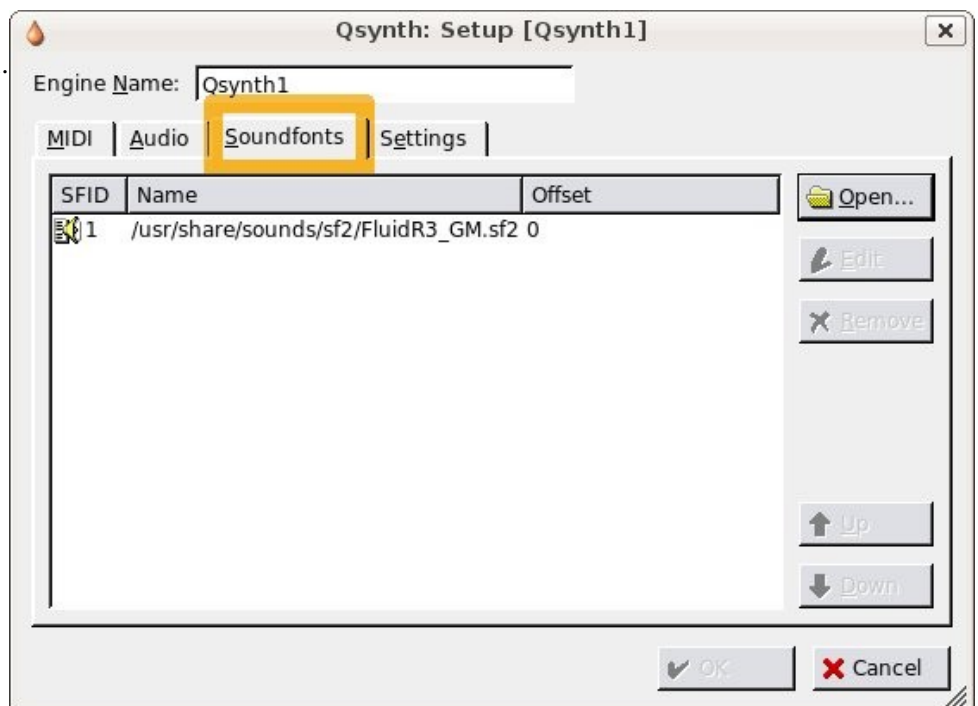 Qsynth: Setup [Qsynth1]
Engine Name: Qsynth1
MIDI Audio Soundfonts Settings
SFID Name Offset
1 /usr/share/sounds/sf2/FluidR3_GM.sf2 0
Open...
Edit
Remove
Up
Down
OK Cancel